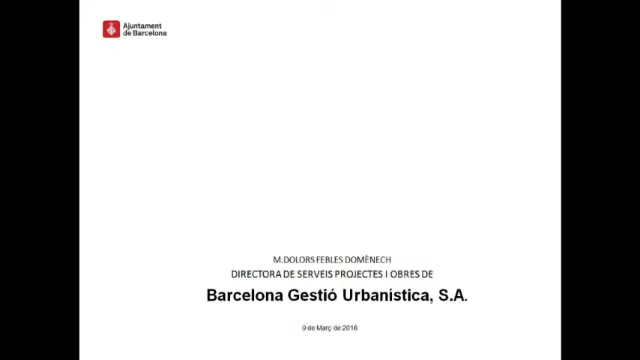 Ajuntament
de Barcelona
M.DOLORS FEBLES DOMÈNECH
DIRECTORA DE SERVEIS PROJECTES I OBRES DE
Barcelona Gestió Urbanística, S.A.
9 de Març de 2016